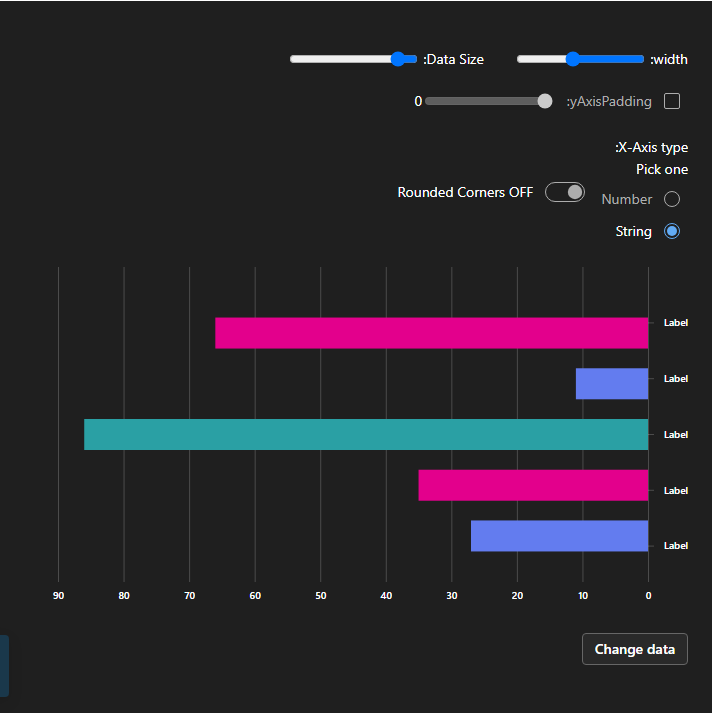 :width
:Data Size
:yAxisPadding
0
:X-Axis type
Pick one
Number
Rounded Corners OFF
String
Label
Label
Label
Label
Label
90 80 70 60 50 40 30 20 10 0
Change data